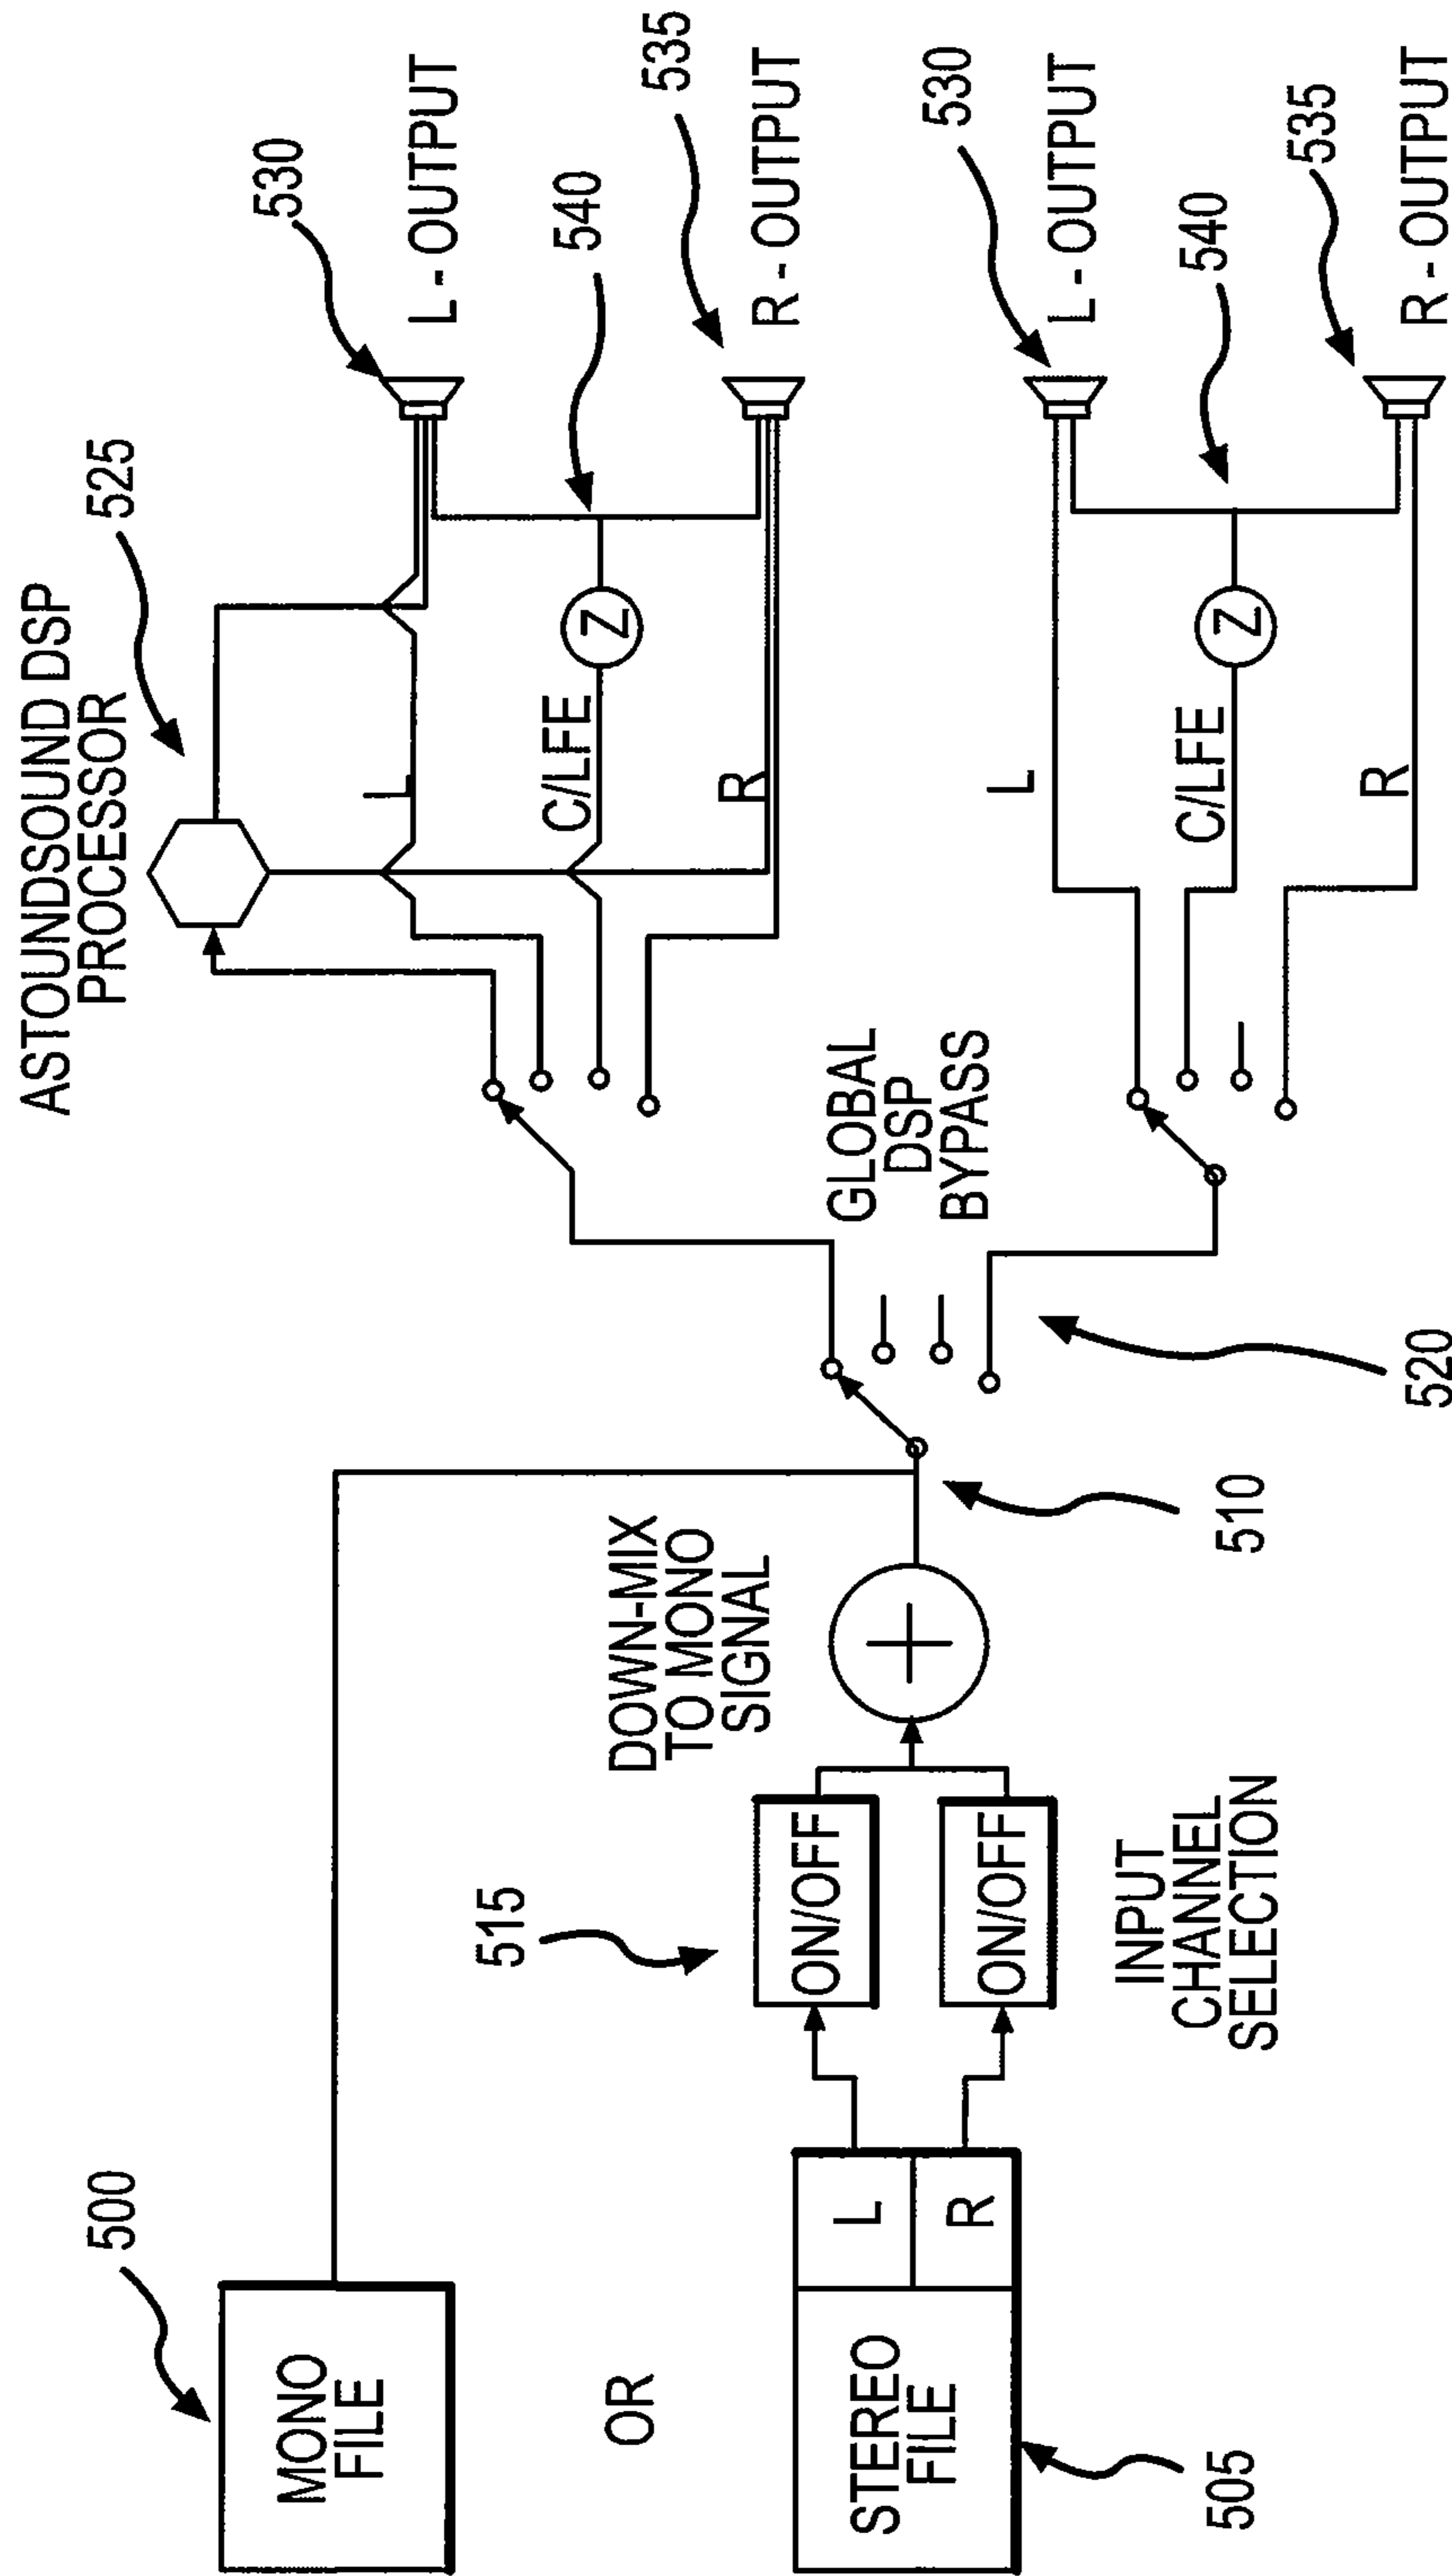 500
MONO
FILE
OR
STEREO
FILE
L
R
505
515
ON/OFF
ON/OFF
INPUT
CHANNEL
SELECTION
DOWN-MIX
TO MONO
SIGNAL
510
520
GLOBAL
DSP
BYPASS
ASTOUNDSOUND DSP
PROCESSOR
525
L
C/LFE
Z
R
530
L - OUTPUT
540
535
R - OUTPUT
L
C/LFE
Z
R
530
L - OUTPUT
540
535
R - OUTPUT